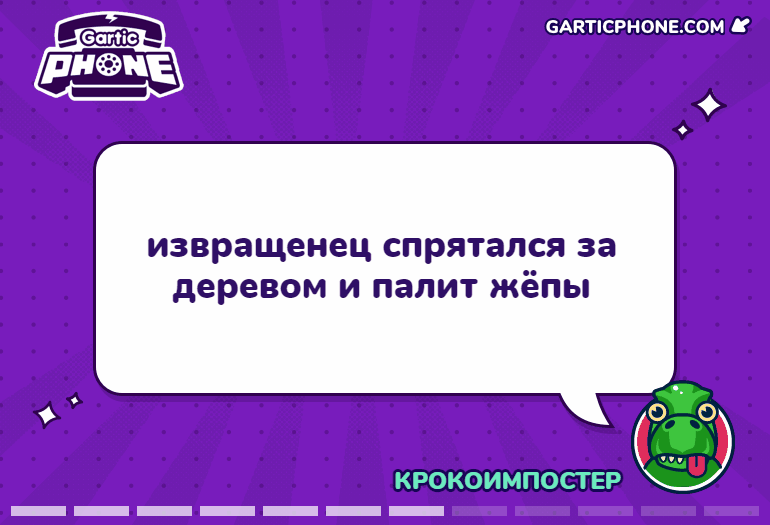 Gartic
PHONE
GARTICPHONE.COM
извращенец спрятался за
деревом и палит жёпы
КРОКОИМПОСТЕР